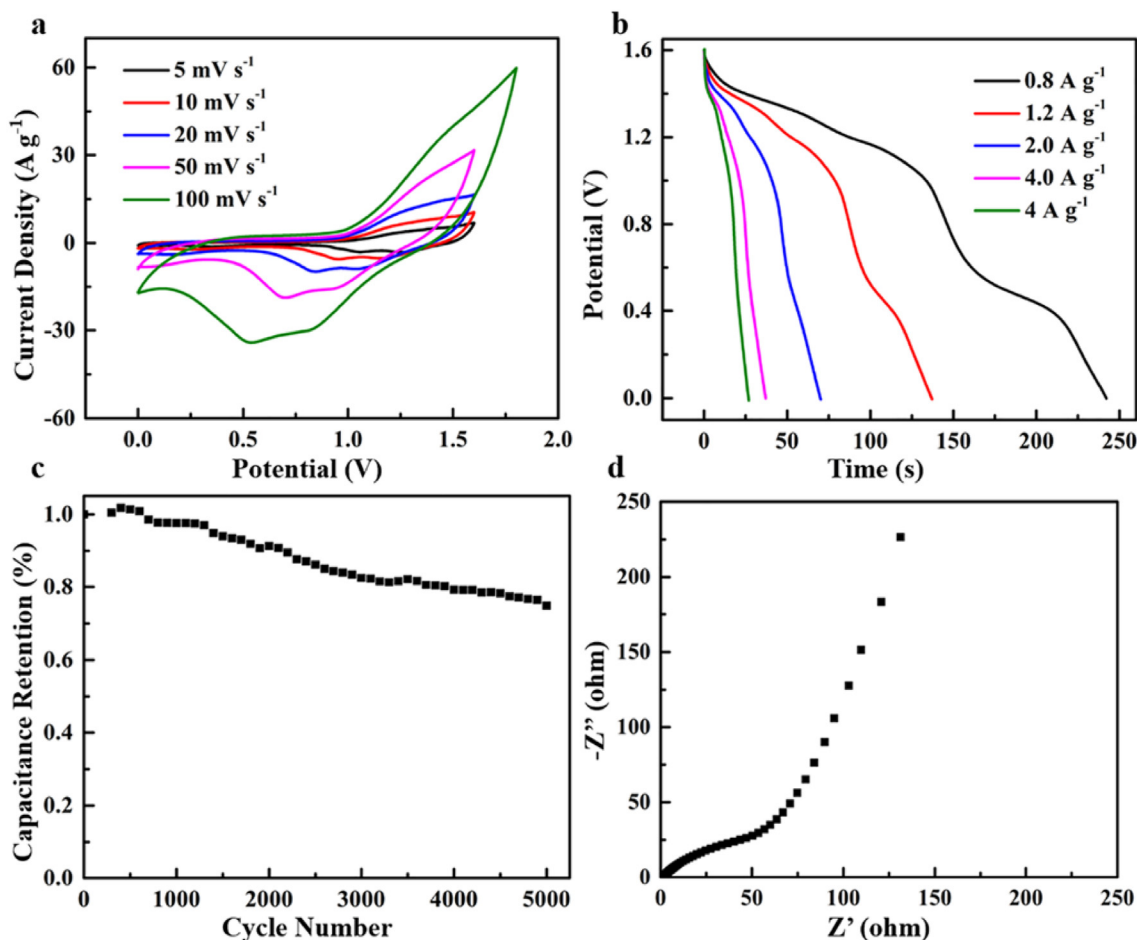 a
60
30
0
-30
-60
Current Density (A g⁻¹)
5 mV s⁻¹
10 mV s⁻¹
20 mV s⁻¹
50 mV s⁻¹
100 mV s⁻¹
0.0 0.5 1.0 1.5 2.0
Potential (V)
b
1.6
1.2
0.8
0.4
0.0
Potential (V)
0.8 A g⁻¹
1.2 A g⁻¹
2.0 A g⁻¹
4.0 A g⁻¹
4 A g⁻¹
0 50 100 150 200 250
Time (s)
c
1.0
0.8
0.6
0.4
0.2
0.0
Capacitance Retention (%)
0 1000 2000 3000 4000 5000
Cycle Number
d
250
200
150
100
50
0
-Z’’ (ohm)
0 50 100 150 200 250
Z’ (ohm)